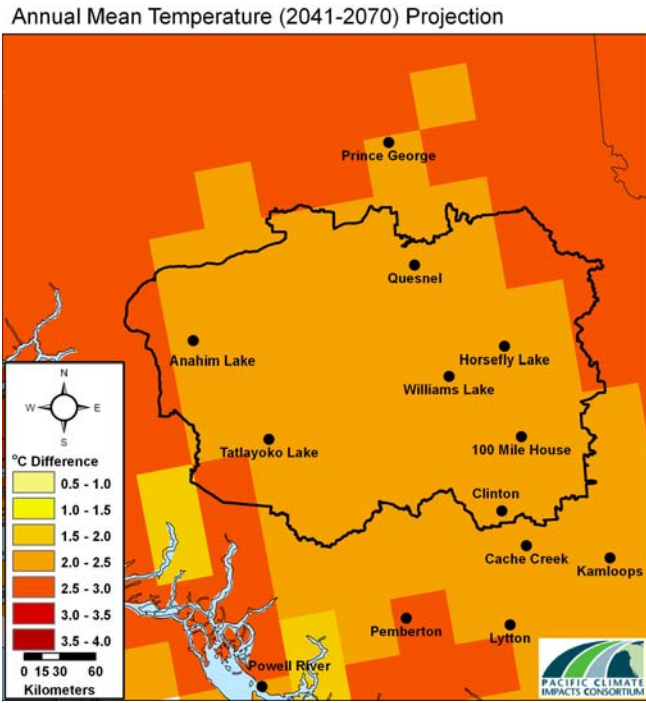 Annual Mean Temperature (2041-2070) Projection
Prince George
Quesnel
Anahim Lake
Horsefly Lake
Williams Lake
Tatlayoko Lake
100 Mile House
Clinton
Cache Creek
Kamloops
Pemberton
Lytton
Powell River
N
W E
S
°C Difference
0.5 - 1.0
1.0 - 1.5
1.5 - 2.0
2.0 - 2.5
2.5 - 3.0
3.0 - 3.5
3.5 - 4.0
0 15 30 60
Kilometers
PACIFIC CLIMATE
IMPACTS CONSORTIUM